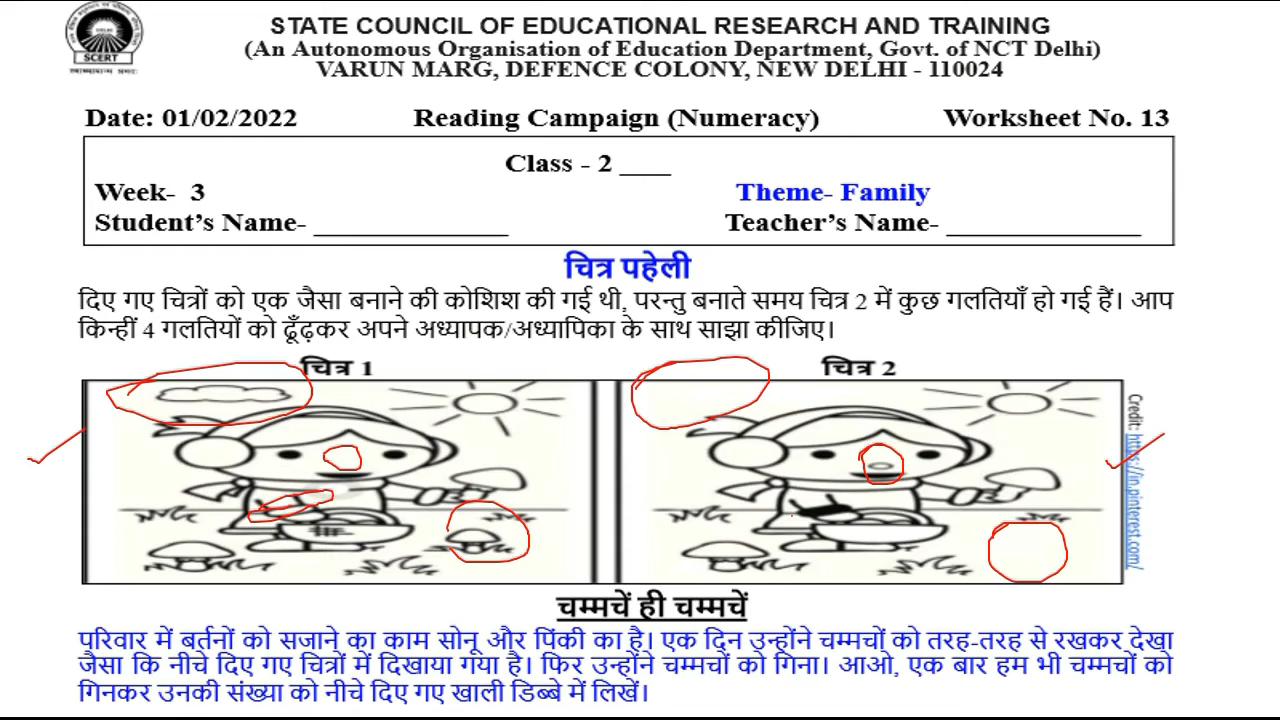 SCERT
STATE COUNCIL OF EDUCATIONAL RESEARCH AND TRAINING
(An Autonomous Organisation of Education Department, Govt. of NCT Delhi)
VARUN MARG, DEFENCE COLONY, NEW DELHI - 110024
Date: 01/02/2022 Reading Campaign (Numeracy) Worksheet No. 13
Class - 2 ____
Week- 3 Theme- Family
Student’s Name- ______________ Teacher’s Name- ______________
चित्र पहेली
दिए गए चित्रों को एक जैसा बनाने की कोशिश की गई थी, परन्तु बनाते समय चित्र 2 में कुछ गलतियाँ हो गई हैं। आप
किन्हीं 4 गलतियों को ढूँढ़कर अपने अध्यापक/अध्यापिका के साथ साझा कीजिए।
चित्र 1 चित्र 2
Credit: https://in.pinterest.com/
चम्मचें ही चम्मचें
परिवार में बर्तनों को सजाने का काम सोनू और पिंकी का है। एक दिन उन्होंने चम्मचों को तरह-तरह से रखकर देखा
जैसा कि नीचे दिए गए चित्रों में दिखाया गया है। फिर उन्होंने चम्मचों को गिना। आओ, एक बार हम भी चम्मचों को
गिनकर उनकी संख्या को नीचे दिए गए खाली डिब्बे में लिखें।